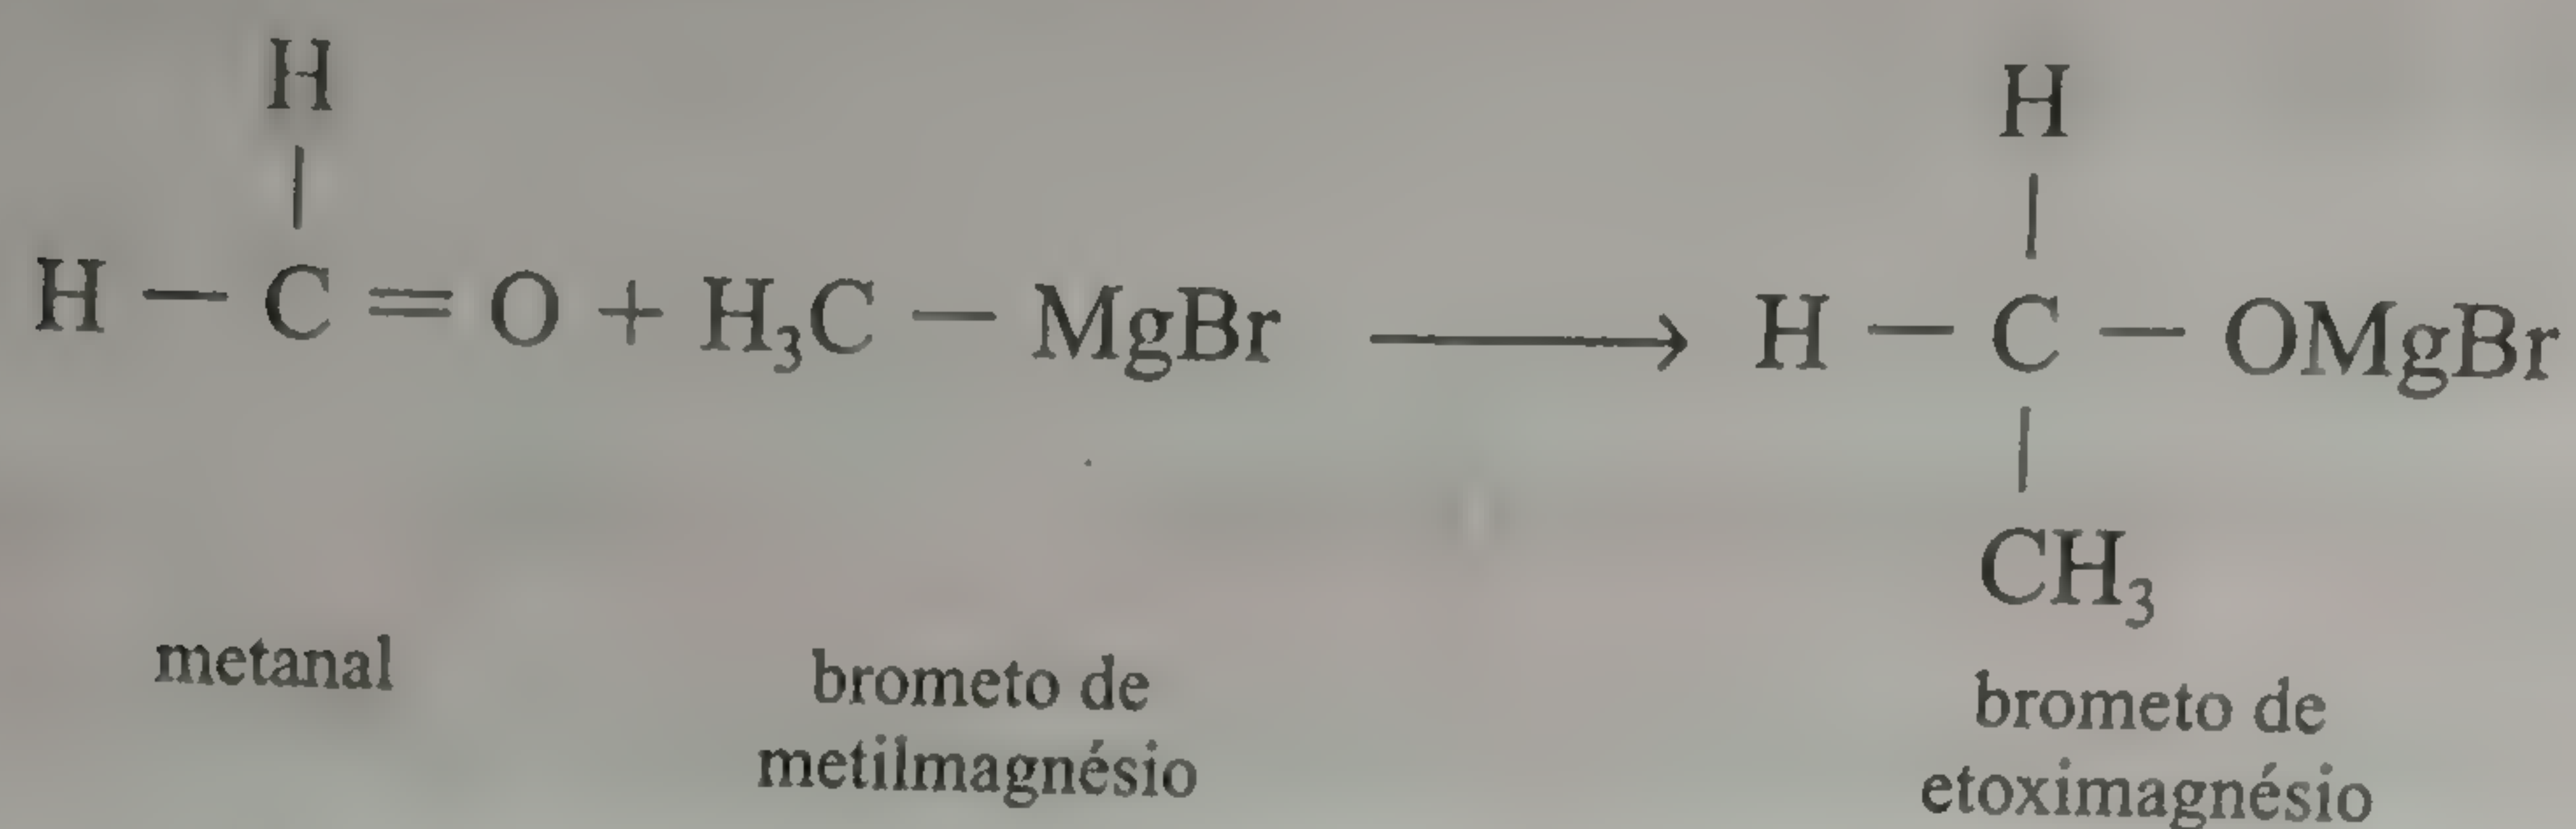 H H
H — C = O + H₃C — MgBr ⟶ H — C — OMgBr
CH₃
metanal
brometo de
metilmagnésio
brometo de
etoximagnésio